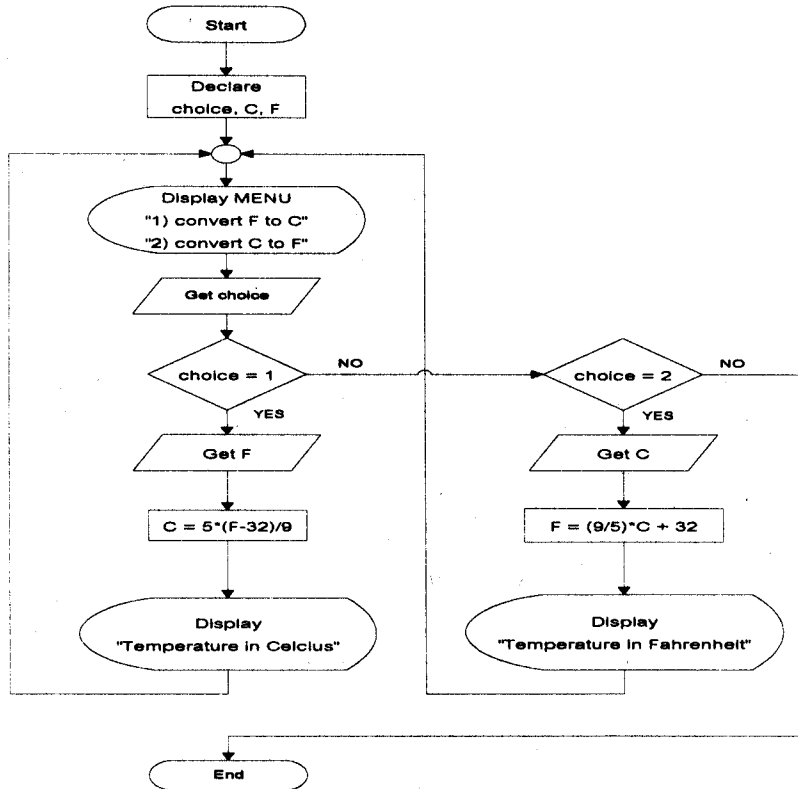 Start
Declare
choice, C, F
Display MENU
"1) convert F to C"
"2) convert C to F"
Get choice
choice = 1
NO
YES
choice = 2
NO
YES
Get F
Get C
C = 5*(F-32)/9
F = (9/5)*C + 32
Display
"Temperature in Celcius"
Display
"Temperature in Fahrenheit"
End